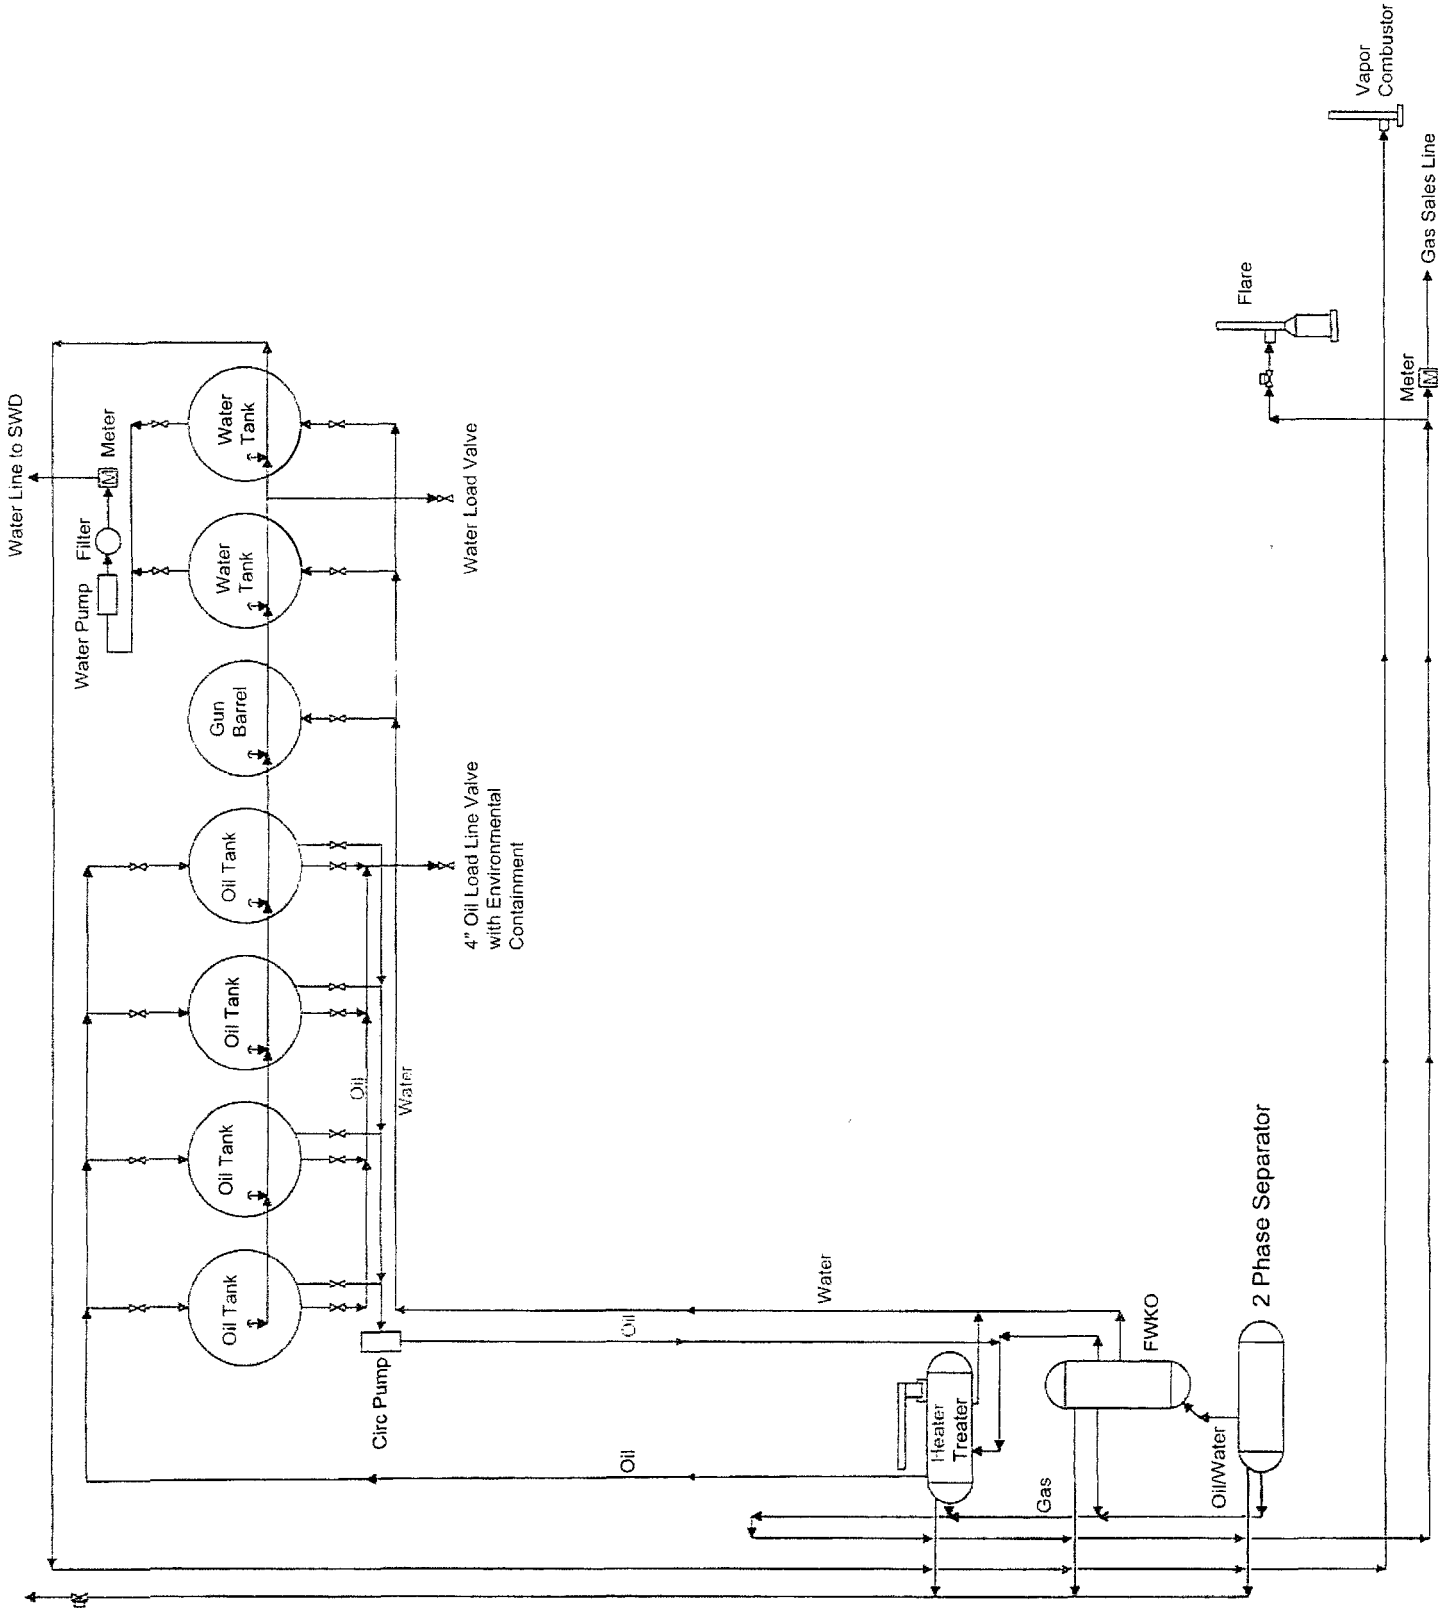 Water Line to SWD
Water Pump
Filter
M
Meter
Oil Tank
Oil Tank
Oil Tank
Oil Tank
Gun
Barrel
Water
Tank
Water
Tank
Oil
Water
Circ Pump
4" Oil Load Line Valve
with Environmental
Containment
Water Load Valve
Oil
Oil
Water
Heater
Treater
Gas
FWKO
Oil/Water
2 Phase Separator
Flare
Meter
M
Gas Sales Line
Vapor
Combustor